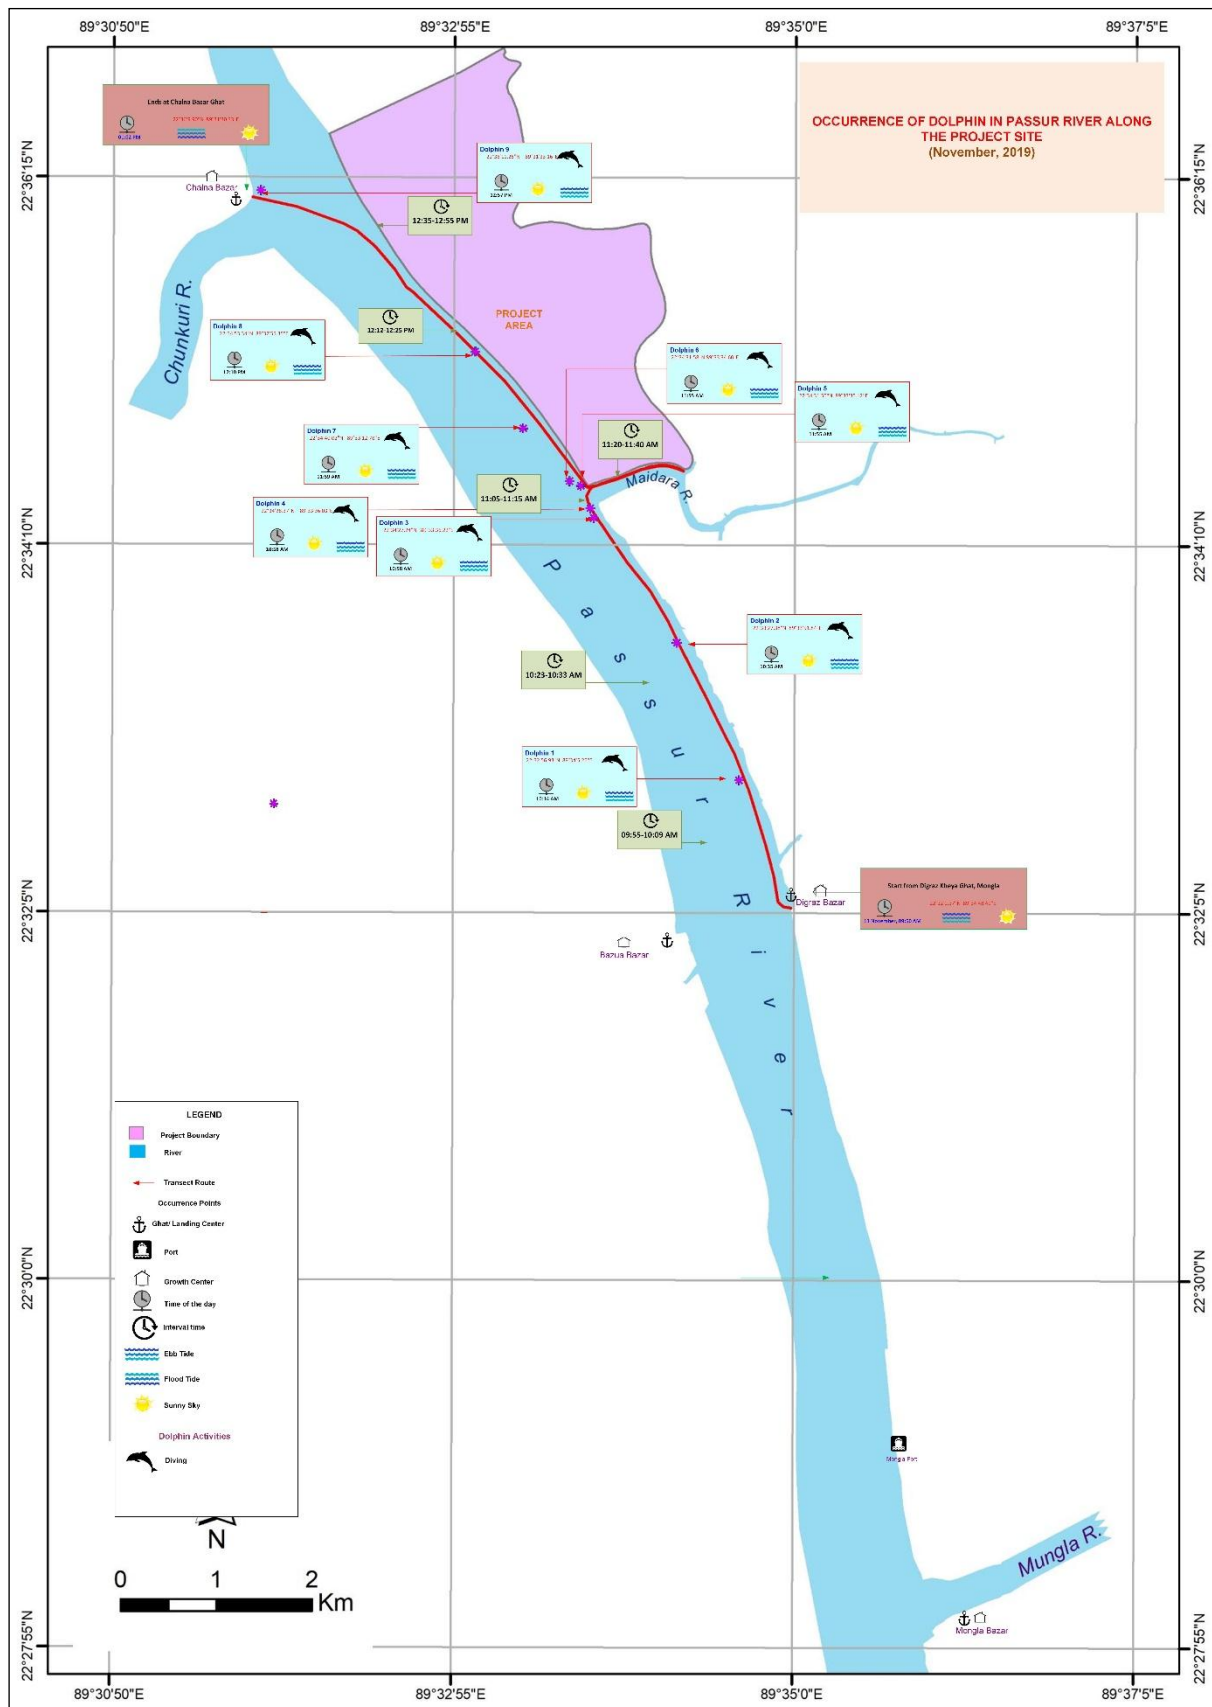 89°30'50"E
89°32'55"E
89°35'0"E
89°37'5"E
OCCURRENCE OF DOLPHIN IN PASSUR RIVER ALONG
THE PROJECT SITE
(November, 2019)
Ends at Chalna Bazar Ghat
22°36'15"N
22°36'15"N
Chalna Bazar
Dolphin 9
12:57 PM
12:35-12:55 PM
Chunkuri R.
PROJECT
AREA
12:12-12:25 PM
Dolphin 8
Dolphin 6
Dolphin 5
11:55 AM
Dolphin 7
11:20-11:40 AM
Maidara R.
11:05-11:15 AM
Dolphin 4
Dolphin 3
22°34'10"N
22°34'10"N
Passur River
Dolphin 2
10:23-10:33 AM
Dolphin 1
09:55-10:09 AM
Digraz Bazar
Start from Digraz Kheya Ghat, Mongla
22°32'5"N
22°32'5"N
Bazua Bazar
LEGEND
Project Boundary
River
Transect Route
Occurrence Points
Ghat/ Landing Center
Port
Growth Center
Time of the day
Interval time
Ebb Tide
Flood Tide
Sunny Sky
Dolphin Activities
Diving
22°30'0"N
22°30'0"N
Mongla Port
N
0 1 2
Km
Mungla R.
Mongla Bazar
22°27'55"N
22°27'55"N
89°30'50"E
89°32'55"E
89°35'0"E
89°37'5"E